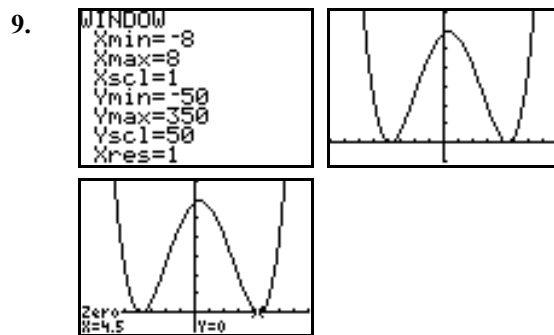 9.
WINDOW
Xmin=-8
Xmax=8
Xscl=1
Ymin=-50
Ymax=350
Yscl=50
Xres=1
Zero
X=4.5 Y=0